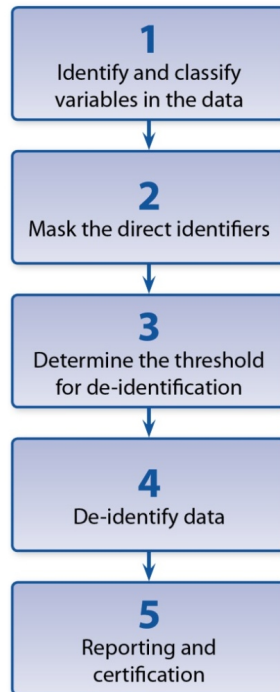 1
Identify and classify
variables in the data
2
Mask the direct identifiers
3
Determine the threshold
for de-identification
4
De-identify data
5
Reporting and
certification